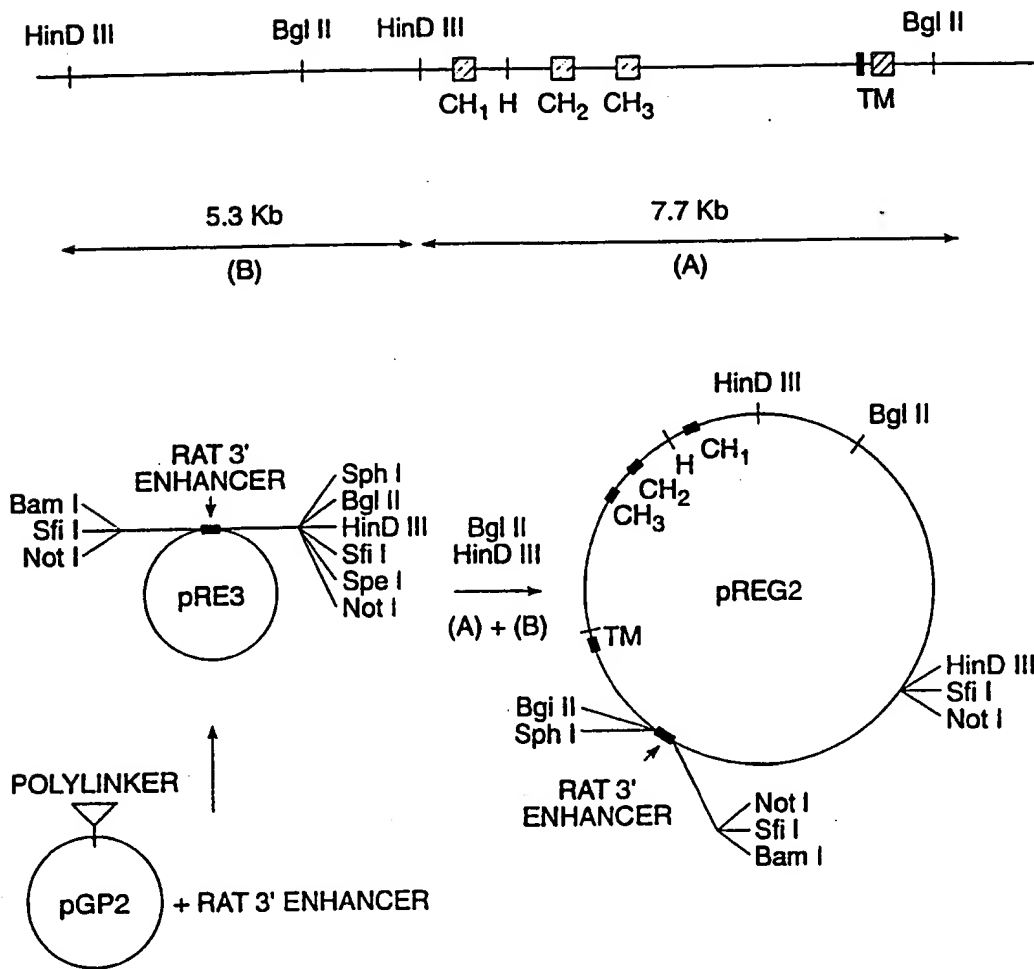 HinD III
Bgl II
HinD III
Bgl II
CH1 H CH2 CH3 TM
5.3 Kb
7.7 Kb
(B)
(A)
RAT 3'
ENHANCER
Bam I
Sfi I
Not I
Sph I
Bgl II
HinD III
Sfi I
Spe I
Not I
pRE3
Bgl II
HinD III
(A) + (B)
HinD III
Bgl II
CH1
H
CH2
CH3
pREG2
TM
HinD III
Sfi I
Not I
Bgi II
Sph I
RAT 3'
ENHANCER
Not I
Sfi I
Bam I
POLYLINKER
pGP2
+ RAT 3' ENHANCER